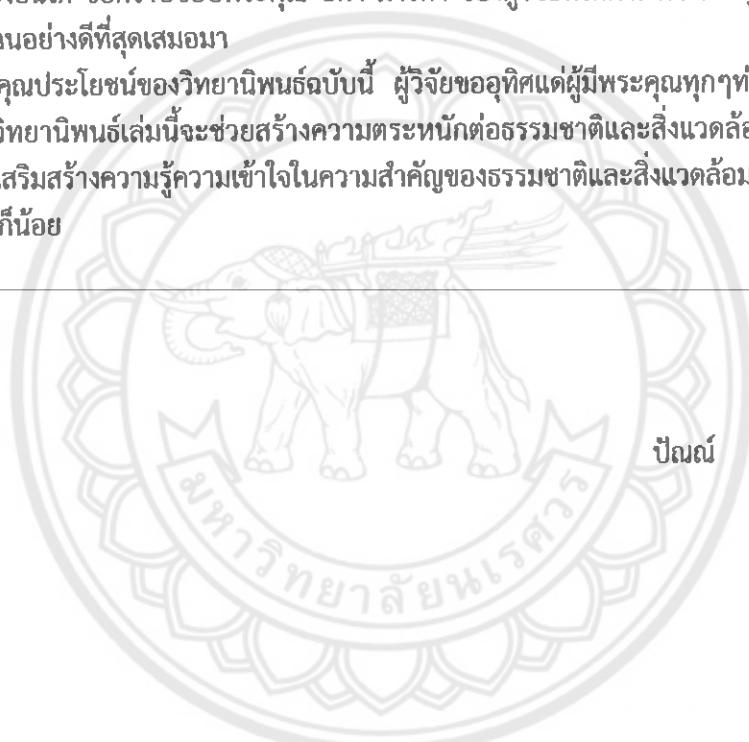 นอย่างดีที่สุดเสมอมา
คุณประโยชน์ของวิทยานิพนธ์ฉบับนี้ ผู้วิจัยขออุทิศแด่ผู้มีพระคุณทุกๆท่
วิทยานิพนธ์เล่มนี้จะช่วยสร้างความตระหนักต่อธรรมชาติและสิ่งแวดล้อ
เสริมสร้างความรู้ความเข้าใจในความสำคัญของธรรมชาติและสิ่งแวดล้อม
ก็น้อย
ปัณณ์
มหาวิทยาลัยนเรศวร